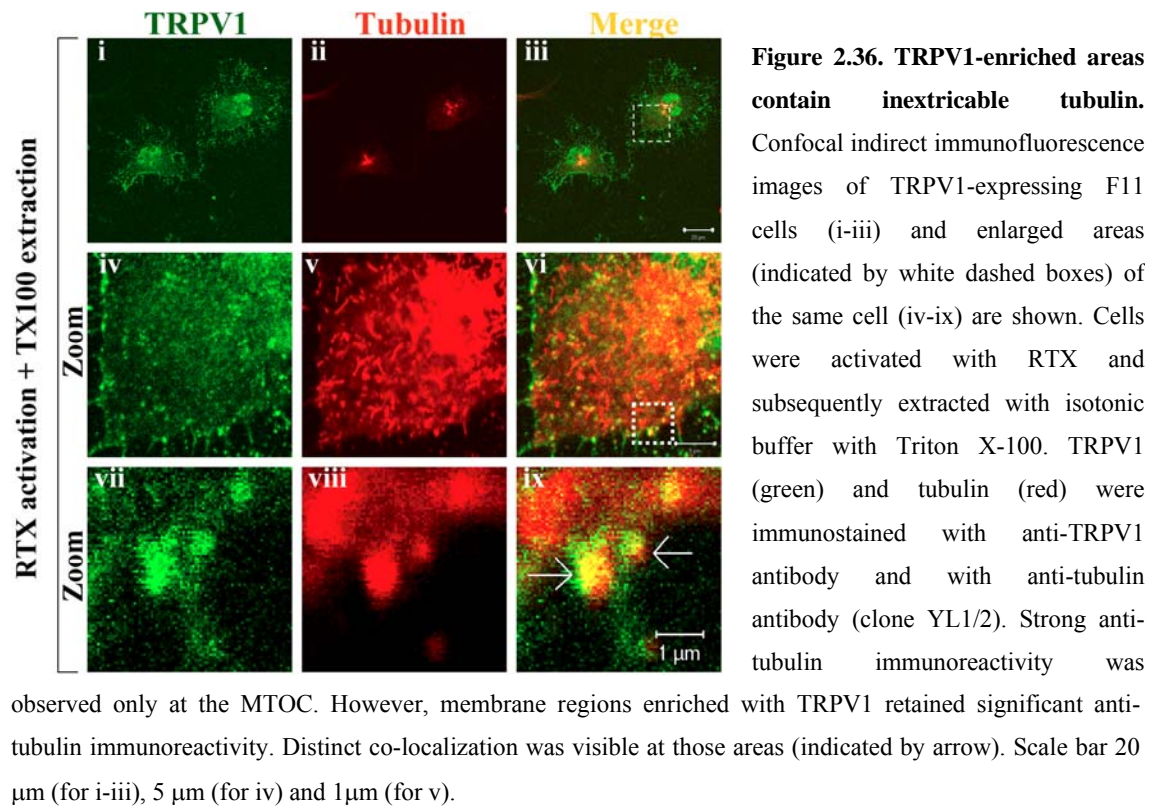 TRPV1 Tubulin Merge
RTX activation + TX100 extraction
i ii iii
Zoom
iv v vi
Zoom
vii viii ix
1 μm
Figure 2.36. TRPV1-enriched areas
contain inextricable tubulin.
Confocal indirect immunofluorescence
images of TRPV1-expressing F11
cells (i-iii) and enlarged areas
(indicated by white dashed boxes) of
the same cell (iv-ix) are shown. Cells
were activated with RTX and
subsequently extracted with isotonic
buffer with Triton X-100. TRPV1
(green) and tubulin (red) were
immunostained with anti-TRPV1
antibody and with anti-tubulin
antibody (clone YL1/2). Strong anti-
tubulin immunoreactivity was
observed only at the MTOC. However, membrane regions enriched with TRPV1 retained significant anti-
tubulin immunoreactivity. Distinct co-localization was visible at those areas (indicated by arrow). Scale bar 20
μm (for i-iii), 5 μm (for iv) and 1μm (for v).